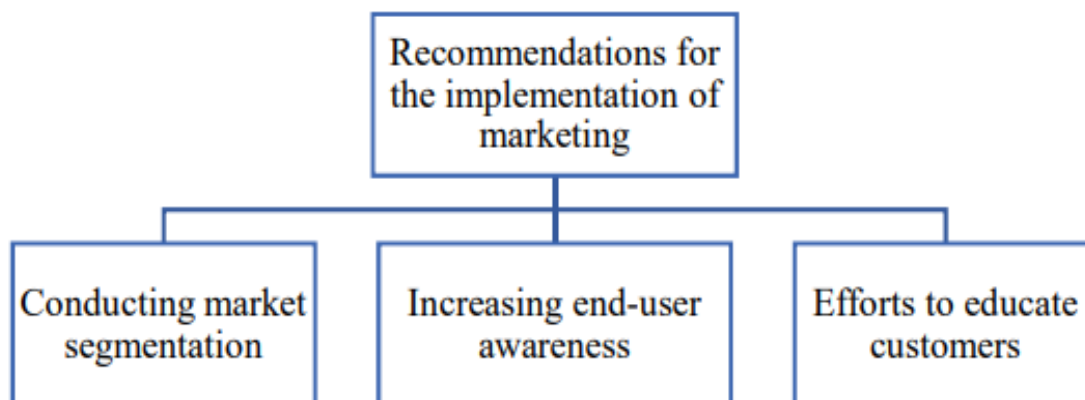 Recommendations for
the implementation of
marketing
Conducting market
segmentation
Increasing end-user
awareness
Efforts to educate
customers